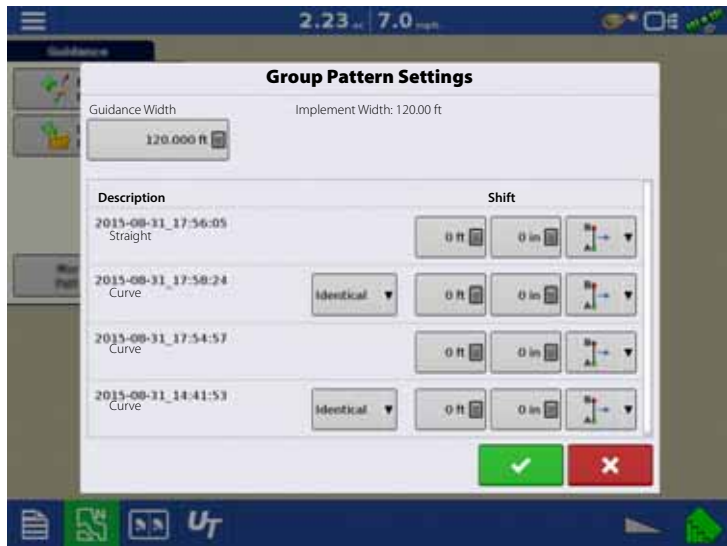 2.23 ac 7.0 mph
Guidance
Group Pattern Settings
Guidance Width
Implement Width: 120.00 ft
120.000 ft
Description Shift
2015-08-31_17:56:05
Straight
0 ft 0 in
2015-08-31_17:58:24
Curve
Identical 0 ft 0 in
2015-08-31_17:54:57
Curve
0 ft 0 in
2015-08-31_14:41:53
Curve
Identical 0 ft 0 in
UT